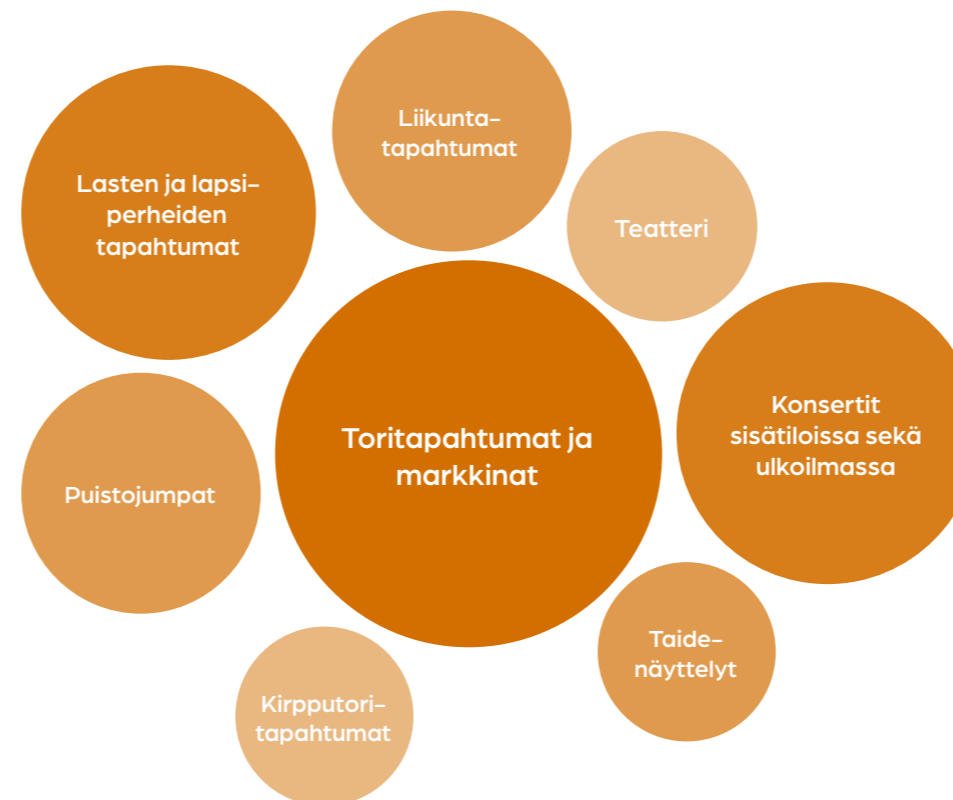 Liikunta-
tapahtumat
Lasten ja lapsi-
perheiden
tapahtumat
Teatteri
Konsertit
sisätiloissa sekä
ulkoilmassa
Toritapahtumat ja
markkinat
Puistojumpat
Taide-
näyttelyt
Kirpputori-
tapahtumat